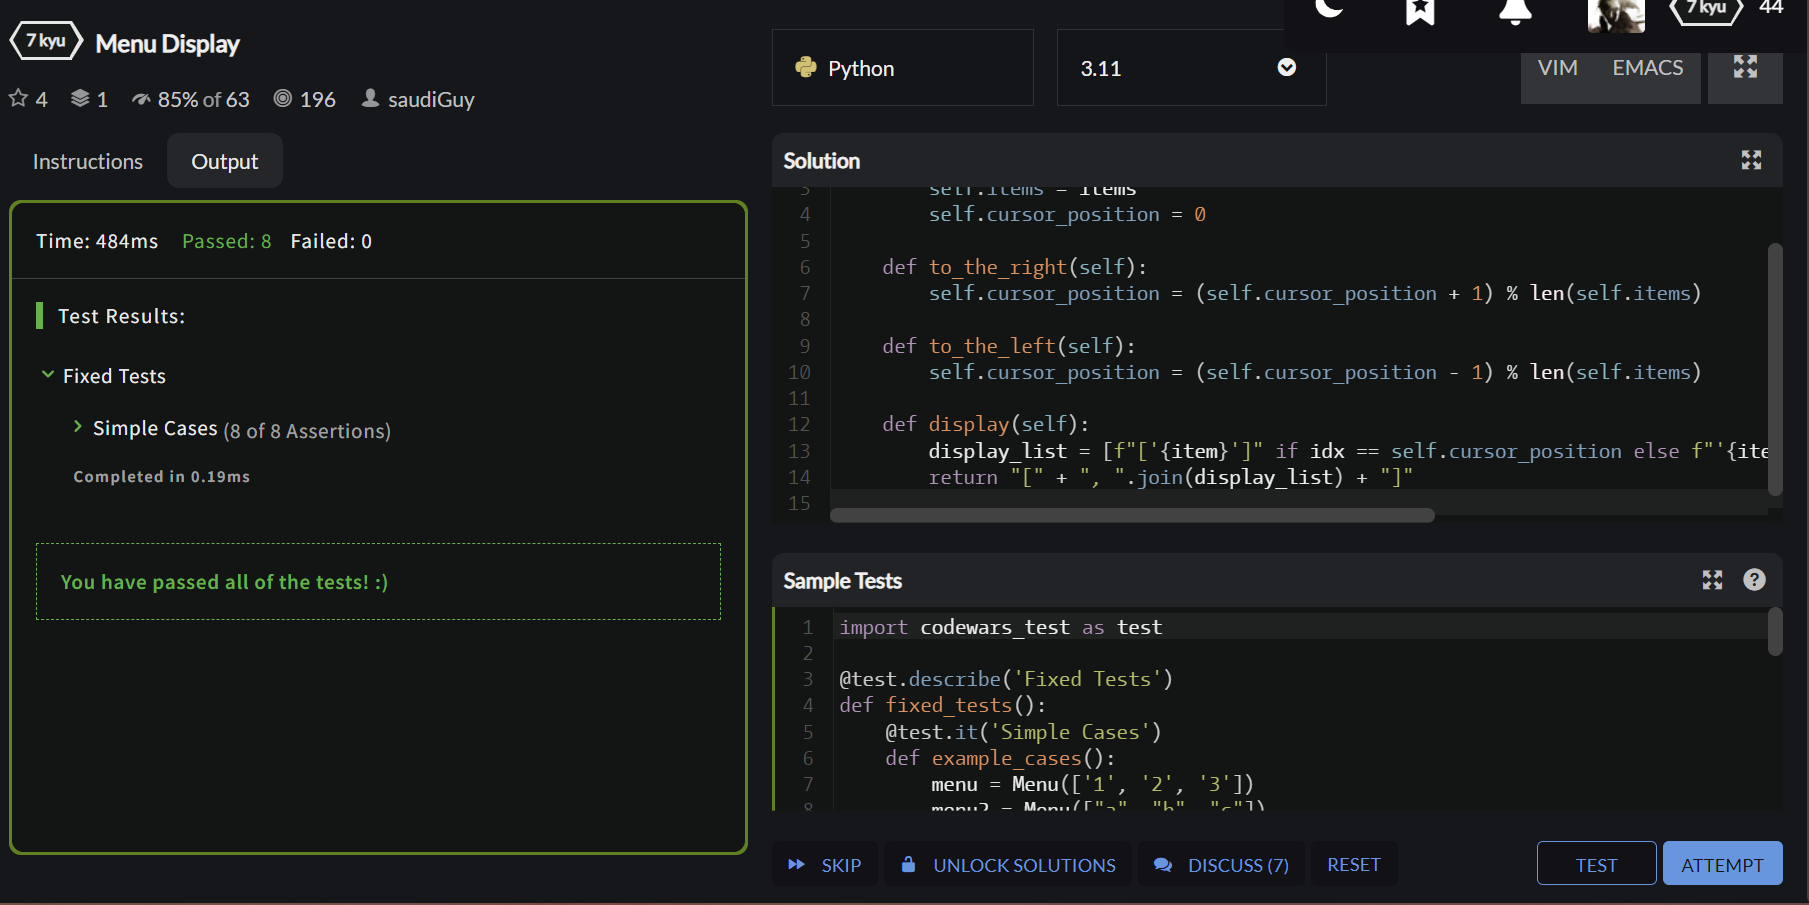 7 kyu Menu Display
4 1 85% of 63 196 saudiGuy
Instructions Output
Time: 484ms Passed: 8 Failed: 0
Test Results:
Fixed Tests
Simple Cases (8 of 8 Assertions)
Completed in 0.19ms
You have passed all of the tests! :)
7 kyu 44
Python 3.11 VIM EMACS
Solution
3 self.items = items
4 self.cursor_position = 0
5
6 def to_the_right(self):
7 self.cursor_position = (self.cursor_position + 1) % len(self.items)
8
9 def to_the_left(self):
10 self.cursor_position = (self.cursor_position - 1) % len(self.items)
11
12 def display(self):
13 display_list = [f"['{item}']" if idx == self.cursor_position else f"'{ite
14 return "[" + ", ".join(display_list) + "]"
15
Sample Tests ?
1 import codewars_test as test
2
3 @test.describe('Fixed Tests')
4 def fixed_tests():
5 @test.it('Simple Cases')
6 def example_cases():
7 menu = Menu(['1', '2', '3'])
8 menu2 = Menu(["a", "b", "c"])
SKIP UNLOCK SOLUTIONS DISCUSS (7) RESET TEST ATTEMPT